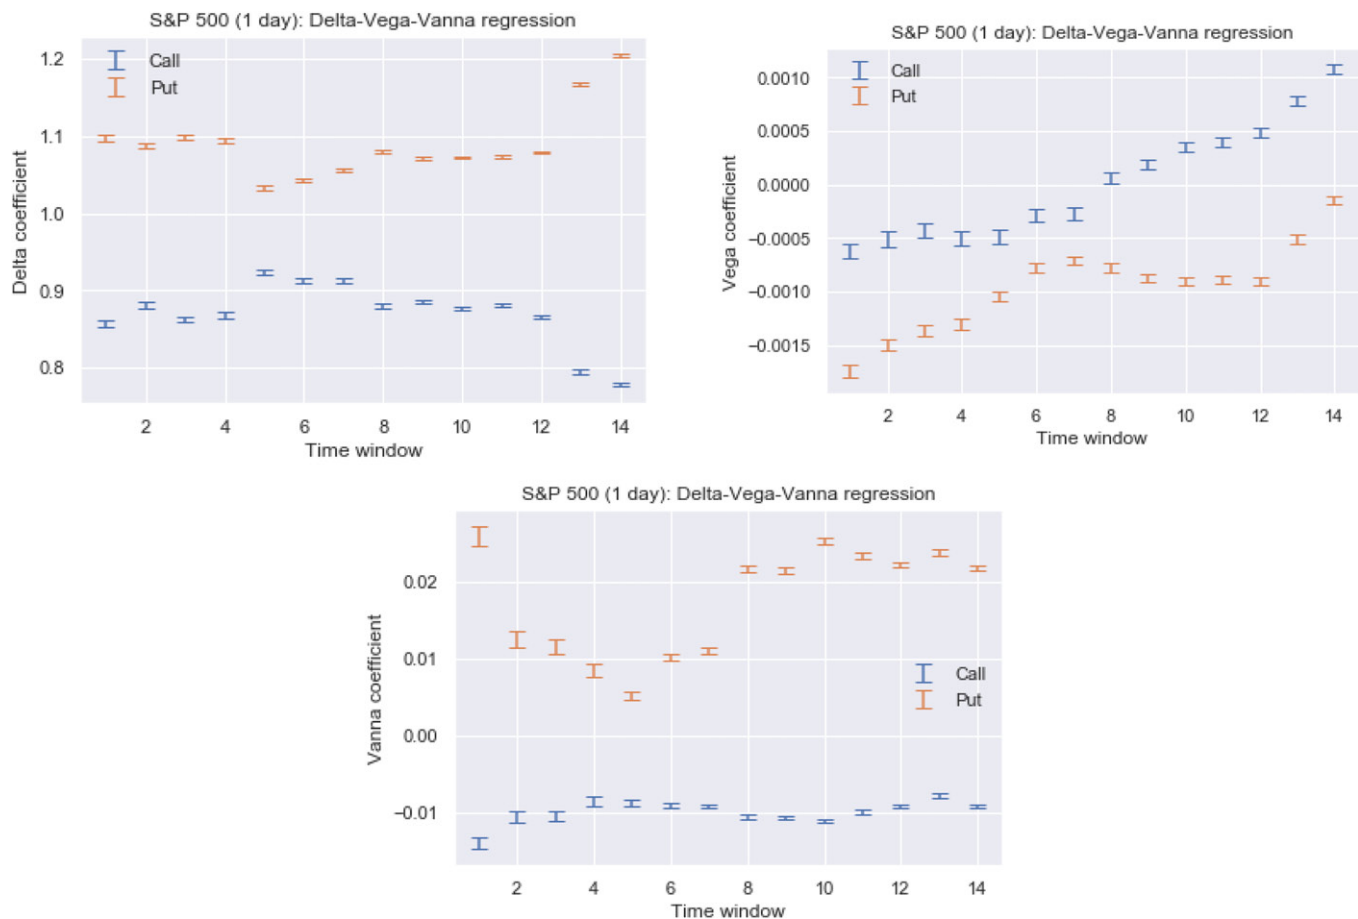 S&P 500 (1 day): Delta-Vega-Vanna regression
Call
Put
1.2
1.1
1.0
0.9
0.8
Delta coefficient
2 4 6 8 10 12 14
Time window
S&P 500 (1 day): Delta-Vega-Vanna regression
Call
Put
0.0010
0.0005
0.0000
−0.0005
−0.0010
−0.0015
Vega coefficient
2 4 6 8 10 12 14
Time window
S&P 500 (1 day): Delta-Vega-Vanna regression
0.02
0.01
0.00
−0.01
Vanna coefficient
Call
Put
2 4 6 8 10 12 14
Time window